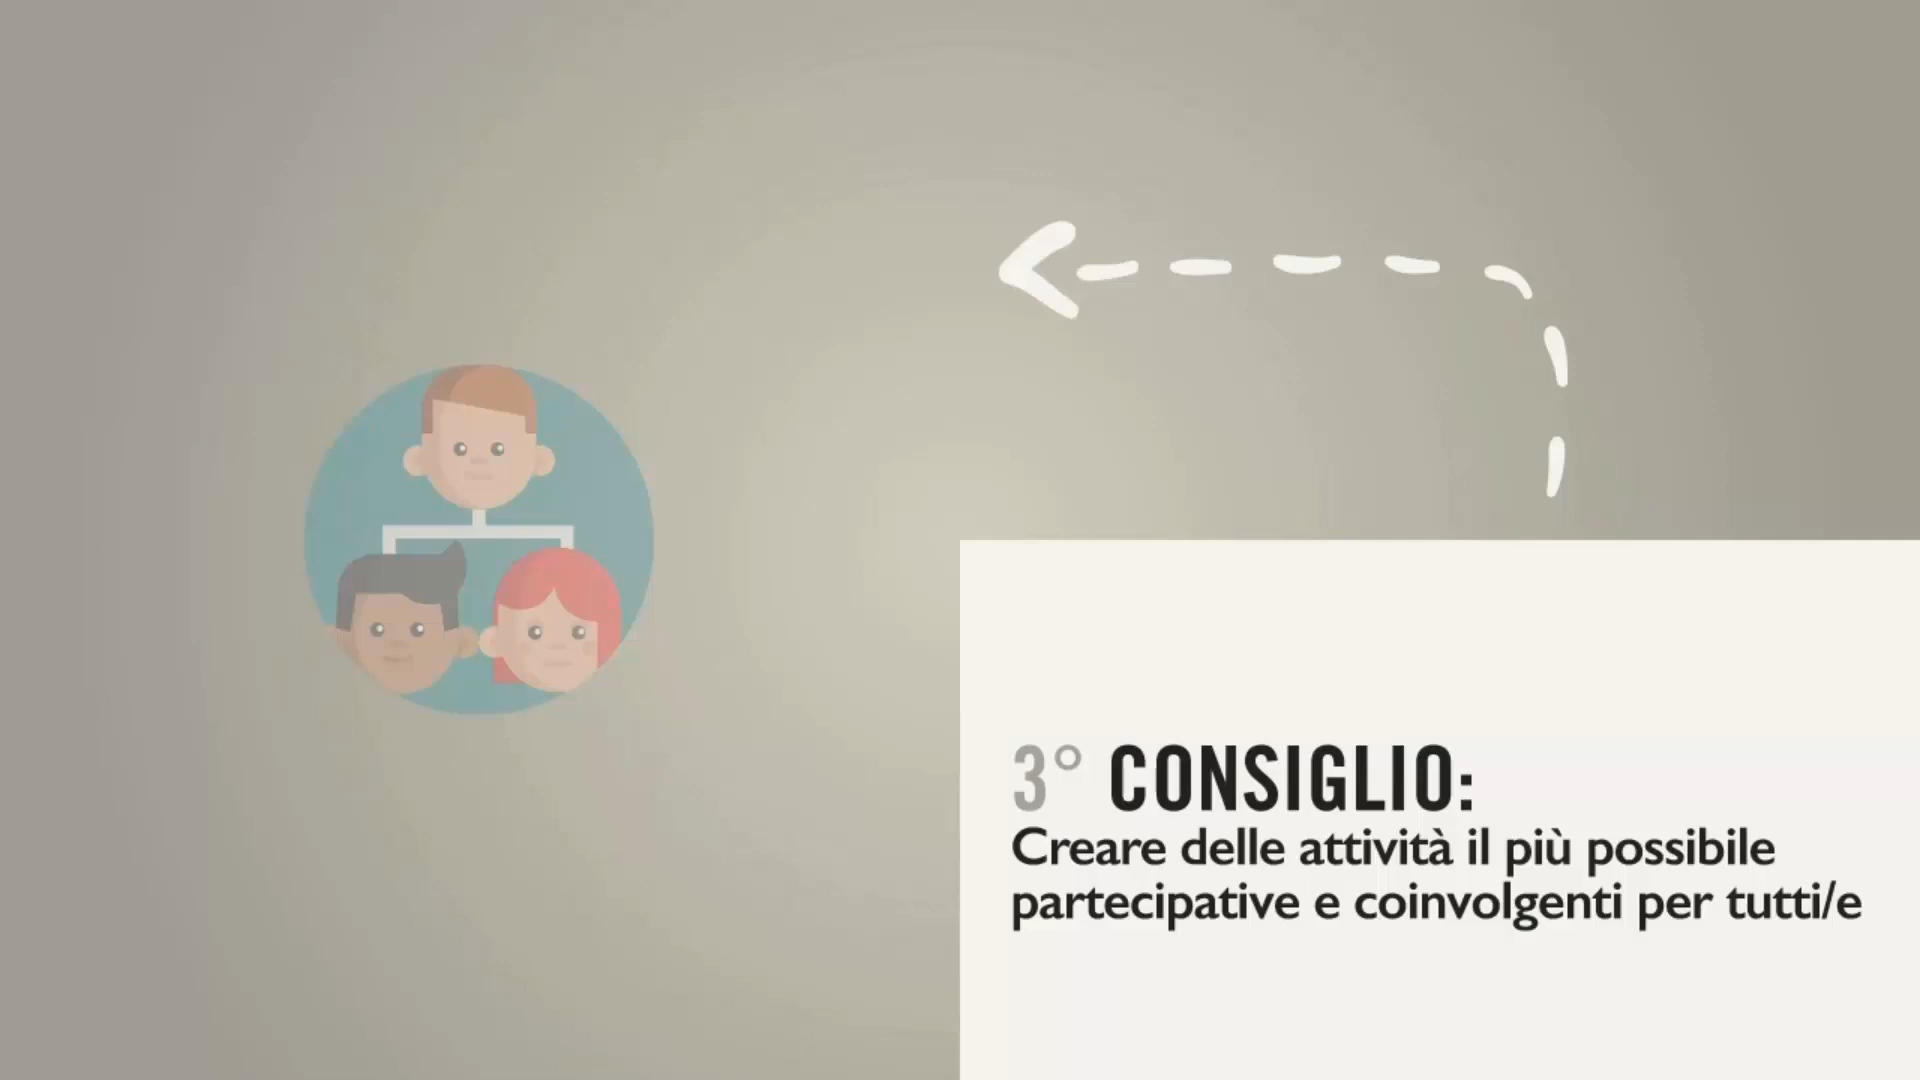 3° CONSIGLIO:
Creare delle attività il più possibile
partecipative e coinvolgenti per tutti/e